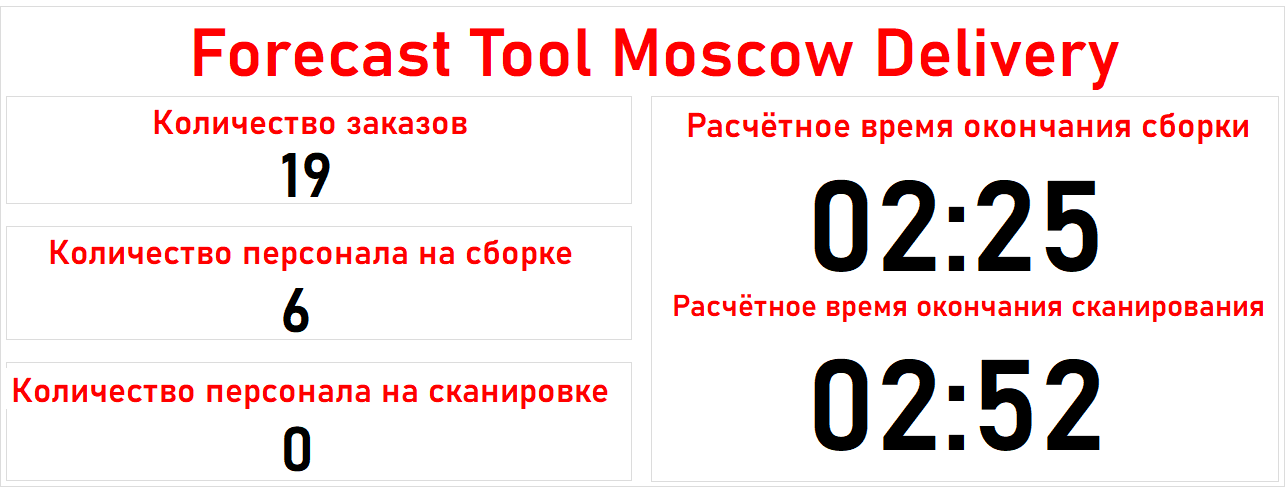 Forecast Tool Moscow Delivery
Количество заказов
19
Количество персонала на сборке
6
Количество персонала на сканировке
0
Расчётное время окончания сборки
02:25
Расчётное время окончания сканирования
02:52